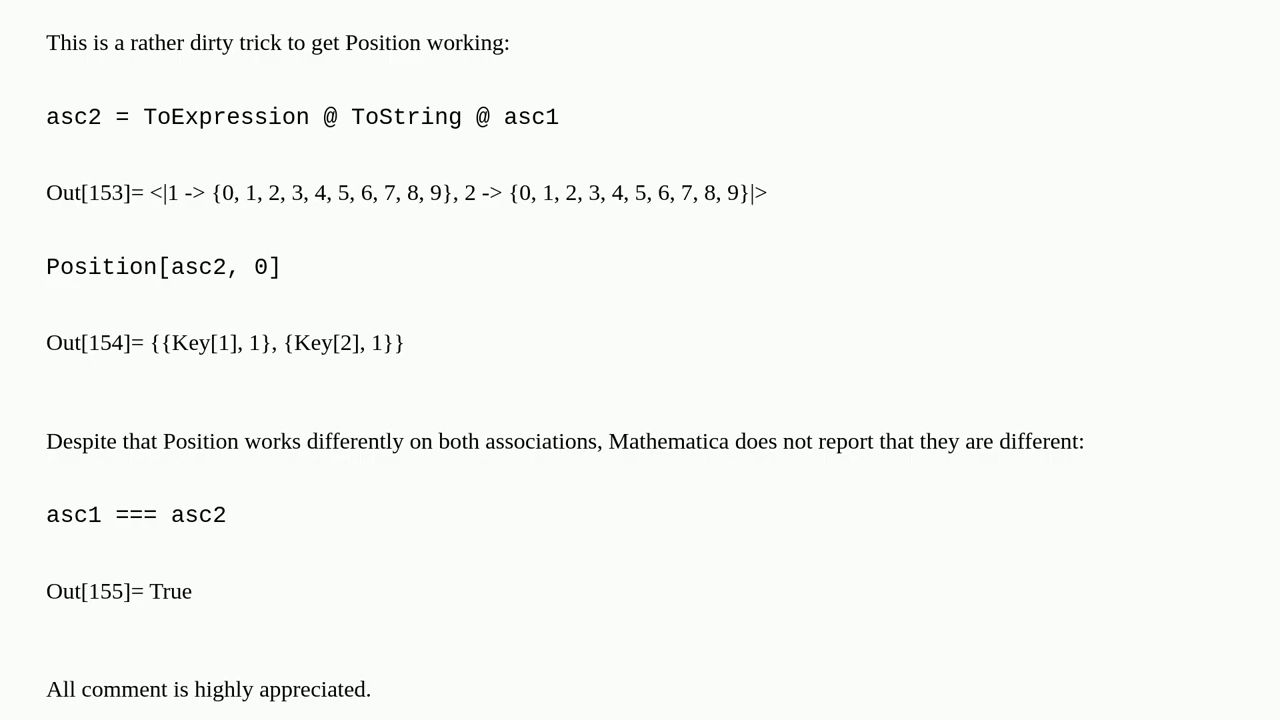 This is a rather dirty trick to get Position working:
asc2 = ToExpression @ ToString @ asc1
Out[153]= <|1 -> {0, 1, 2, 3, 4, 5, 6, 7, 8, 9}, 2 -> {0, 1, 2, 3, 4, 5, 6, 7, 8, 9}|>
Position[asc2, 0]
Out[154]= {{Key[1], 1}, {Key[2], 1}}
Despite that Position works differently on both associations, Mathematica does not report that they are different:
asc1 === asc2
Out[155]= True
All comment is highly appreciated.